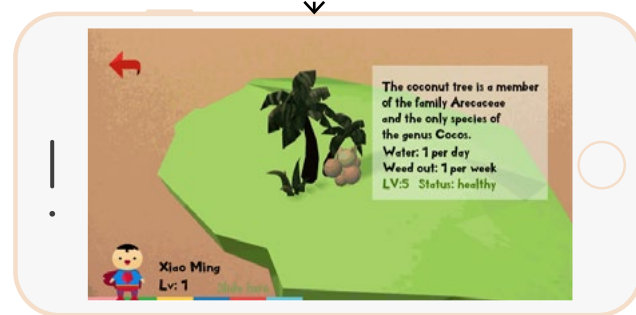 The coconut tree is a member
of the family Arecaceae
and the only species of
the genus Cocos.
Water: 1 per day
Weed out: 1 per week
LV:5 Status: healthy
Xiao Ming
Lv: 1